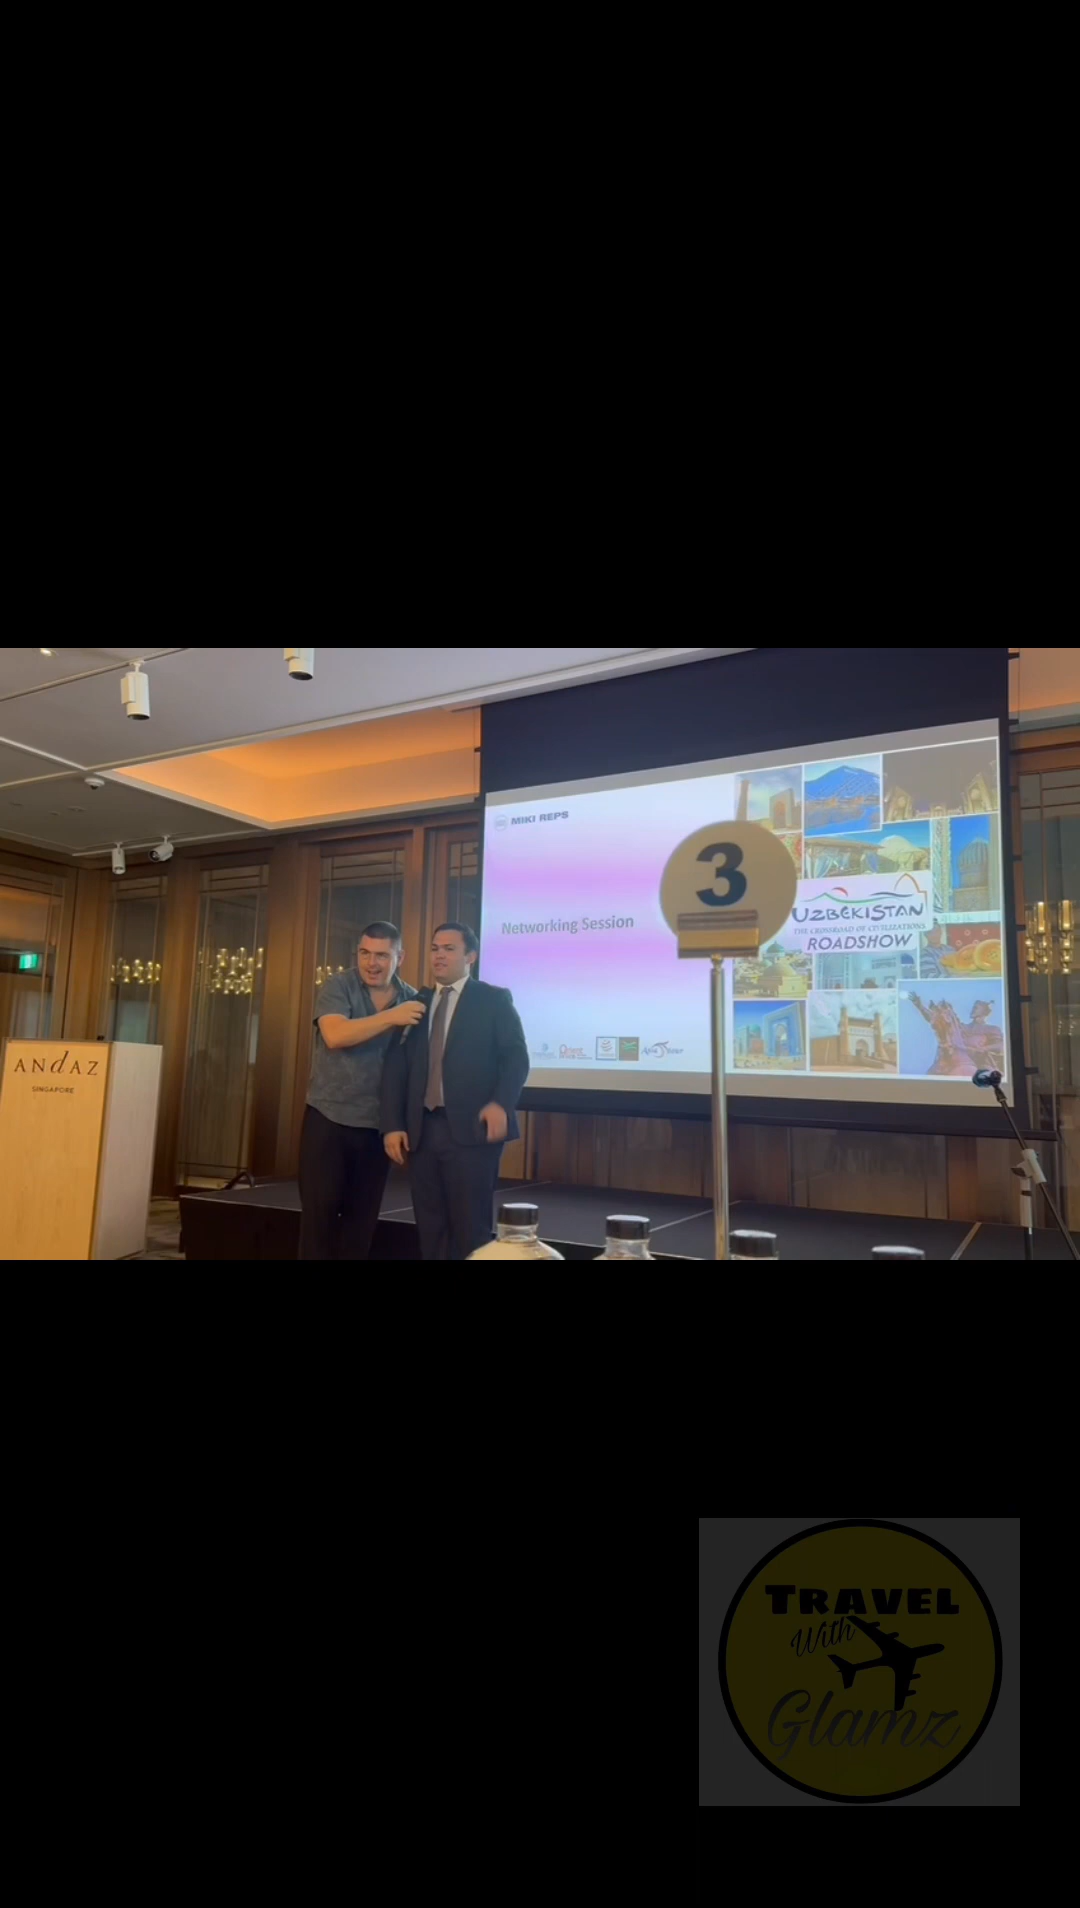 MIKI REPS
3
Networking Session
UZBEKISTAN
THE CROSSROAD OF CIVILIZATIONS
ROADSHOW
ANdAZ
SINGAPORE
TRAVEL
With
Glamz